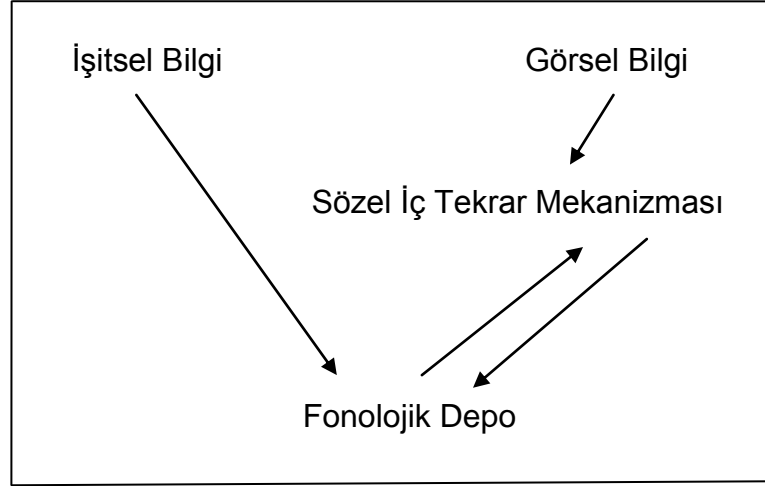 İşitsel Bilgi
Görsel Bilgi
Sözel İç Tekrar Mekanizması
Fonolojik Depo